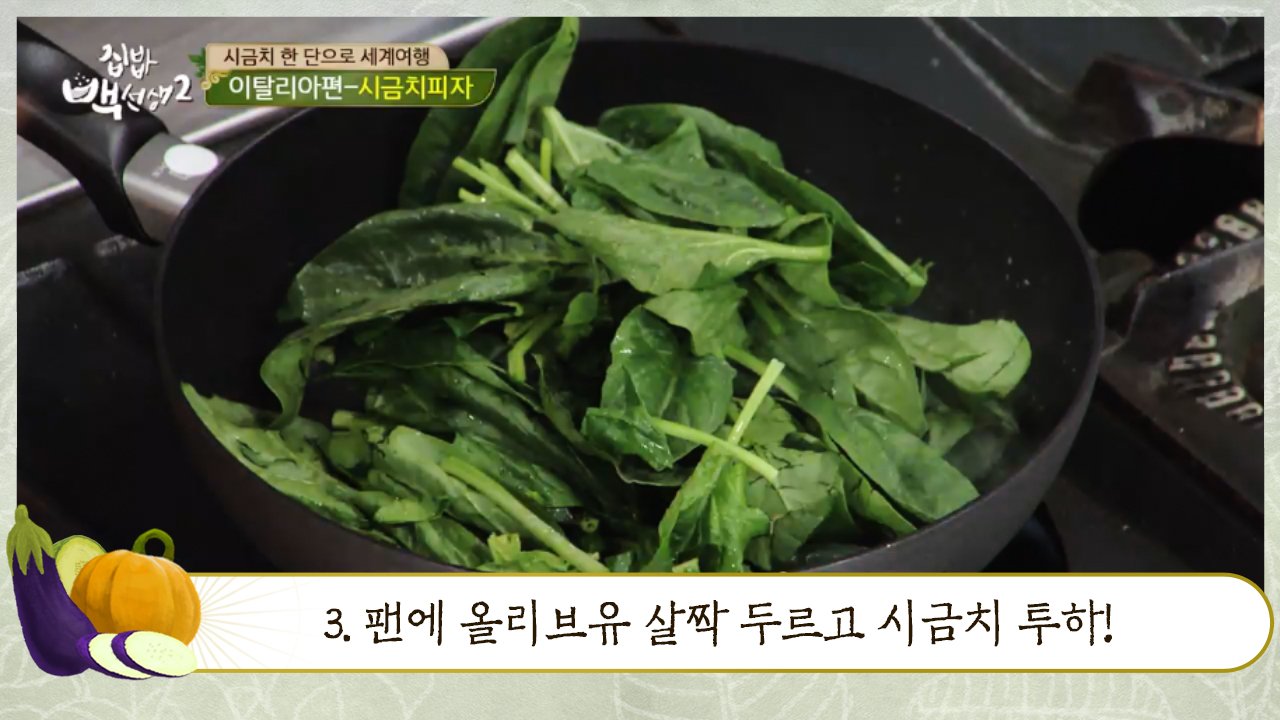 집밥
백선생2
시금치 한 단으로 세계여행
이탈리아편-시금치피자
3. 팬에 올리브유 살짝 두르고 시금치 투하!